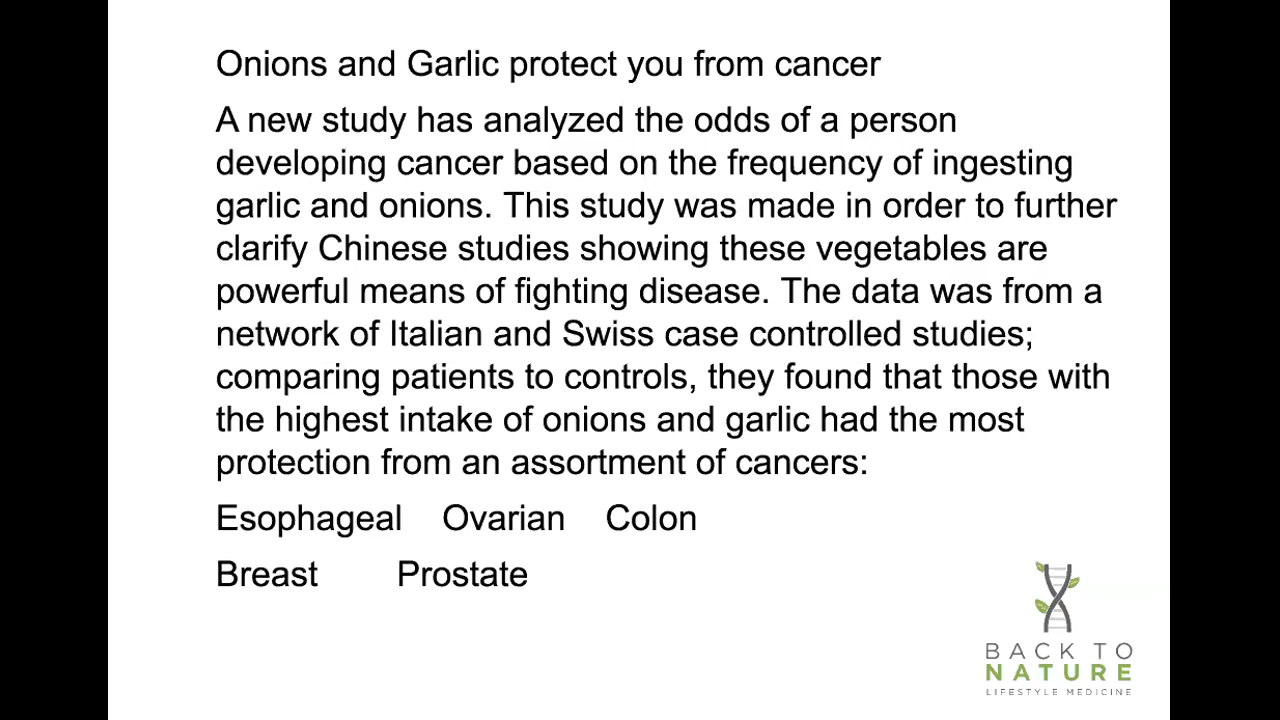 Onions and Garlic protect you from cancer
A new study has analyzed the odds of a person
developing cancer based on the frequency of ingesting
garlic and onions. This study was made in order to further
clarify Chinese studies showing these vegetables are
powerful means of fighting disease. The data was from a
network of Italian and Swiss case controlled studies;
comparing patients to controls, they found that those with
the highest intake of onions and garlic had the most
protection from an assortment of cancers:
Esophageal Ovarian Colon
Breast Prostate
BACK TO
NATURE
LIFESTYLE MEDICINE